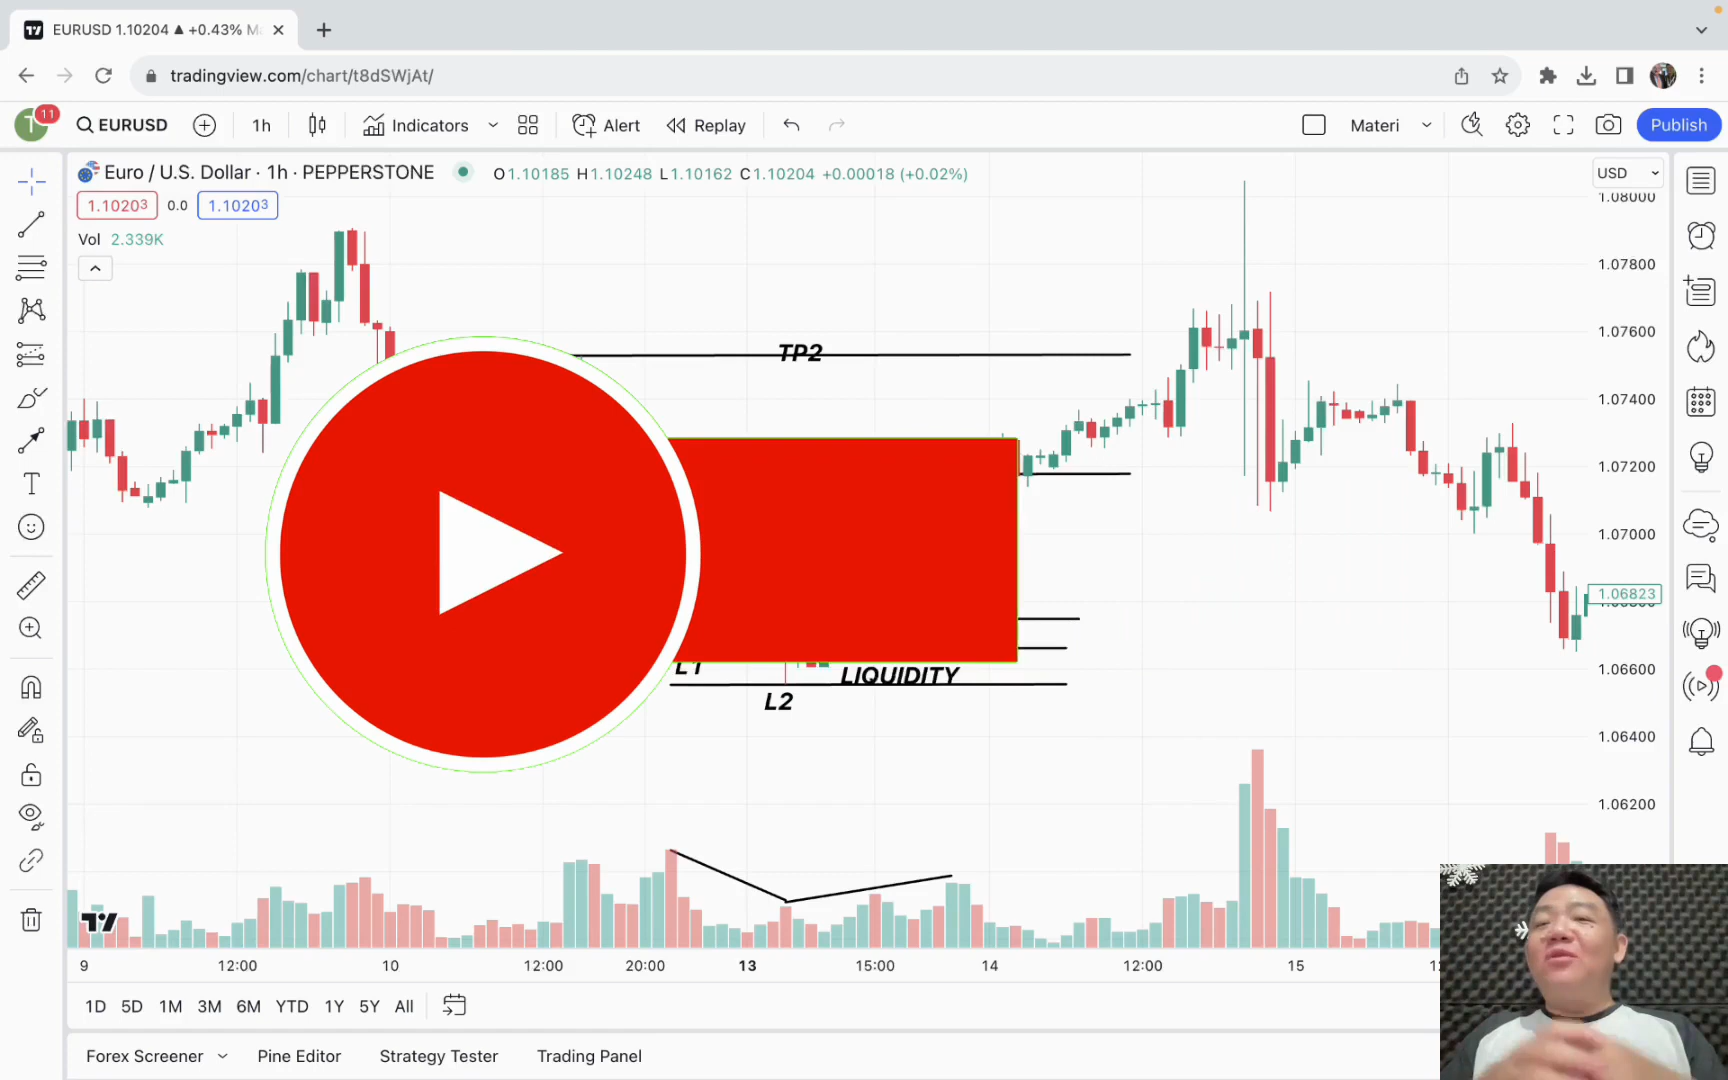 EURUSD 1.10204 ▲ +0.43% M
tradingview.com/chart/t8dSWjAt/
T 11 EURUSD 1h Indicators Alert Replay Materi Publish
Euro / U.S. Dollar · 1h · PEPPERSTONE O1.10185 H1.10248 L1.10162 C1.10204 +0.00018 (+0.02%) USD
1.10203 0.0 1.10203
Vol 2.339K
1.08000
1.07800
1.07600
1.07400
1.07200
1.07000
1.06823
1.06600
1.06400
1.06200
TP2
L1
LIQUIDITY
L2
9 12:00 10 12:00 20:00 13 15:00 14 12:00 15
1D 5D 1M 3M 6M YTD 1Y 5Y All
Forex Screener Pine Editor Strategy Tester Trading Panel